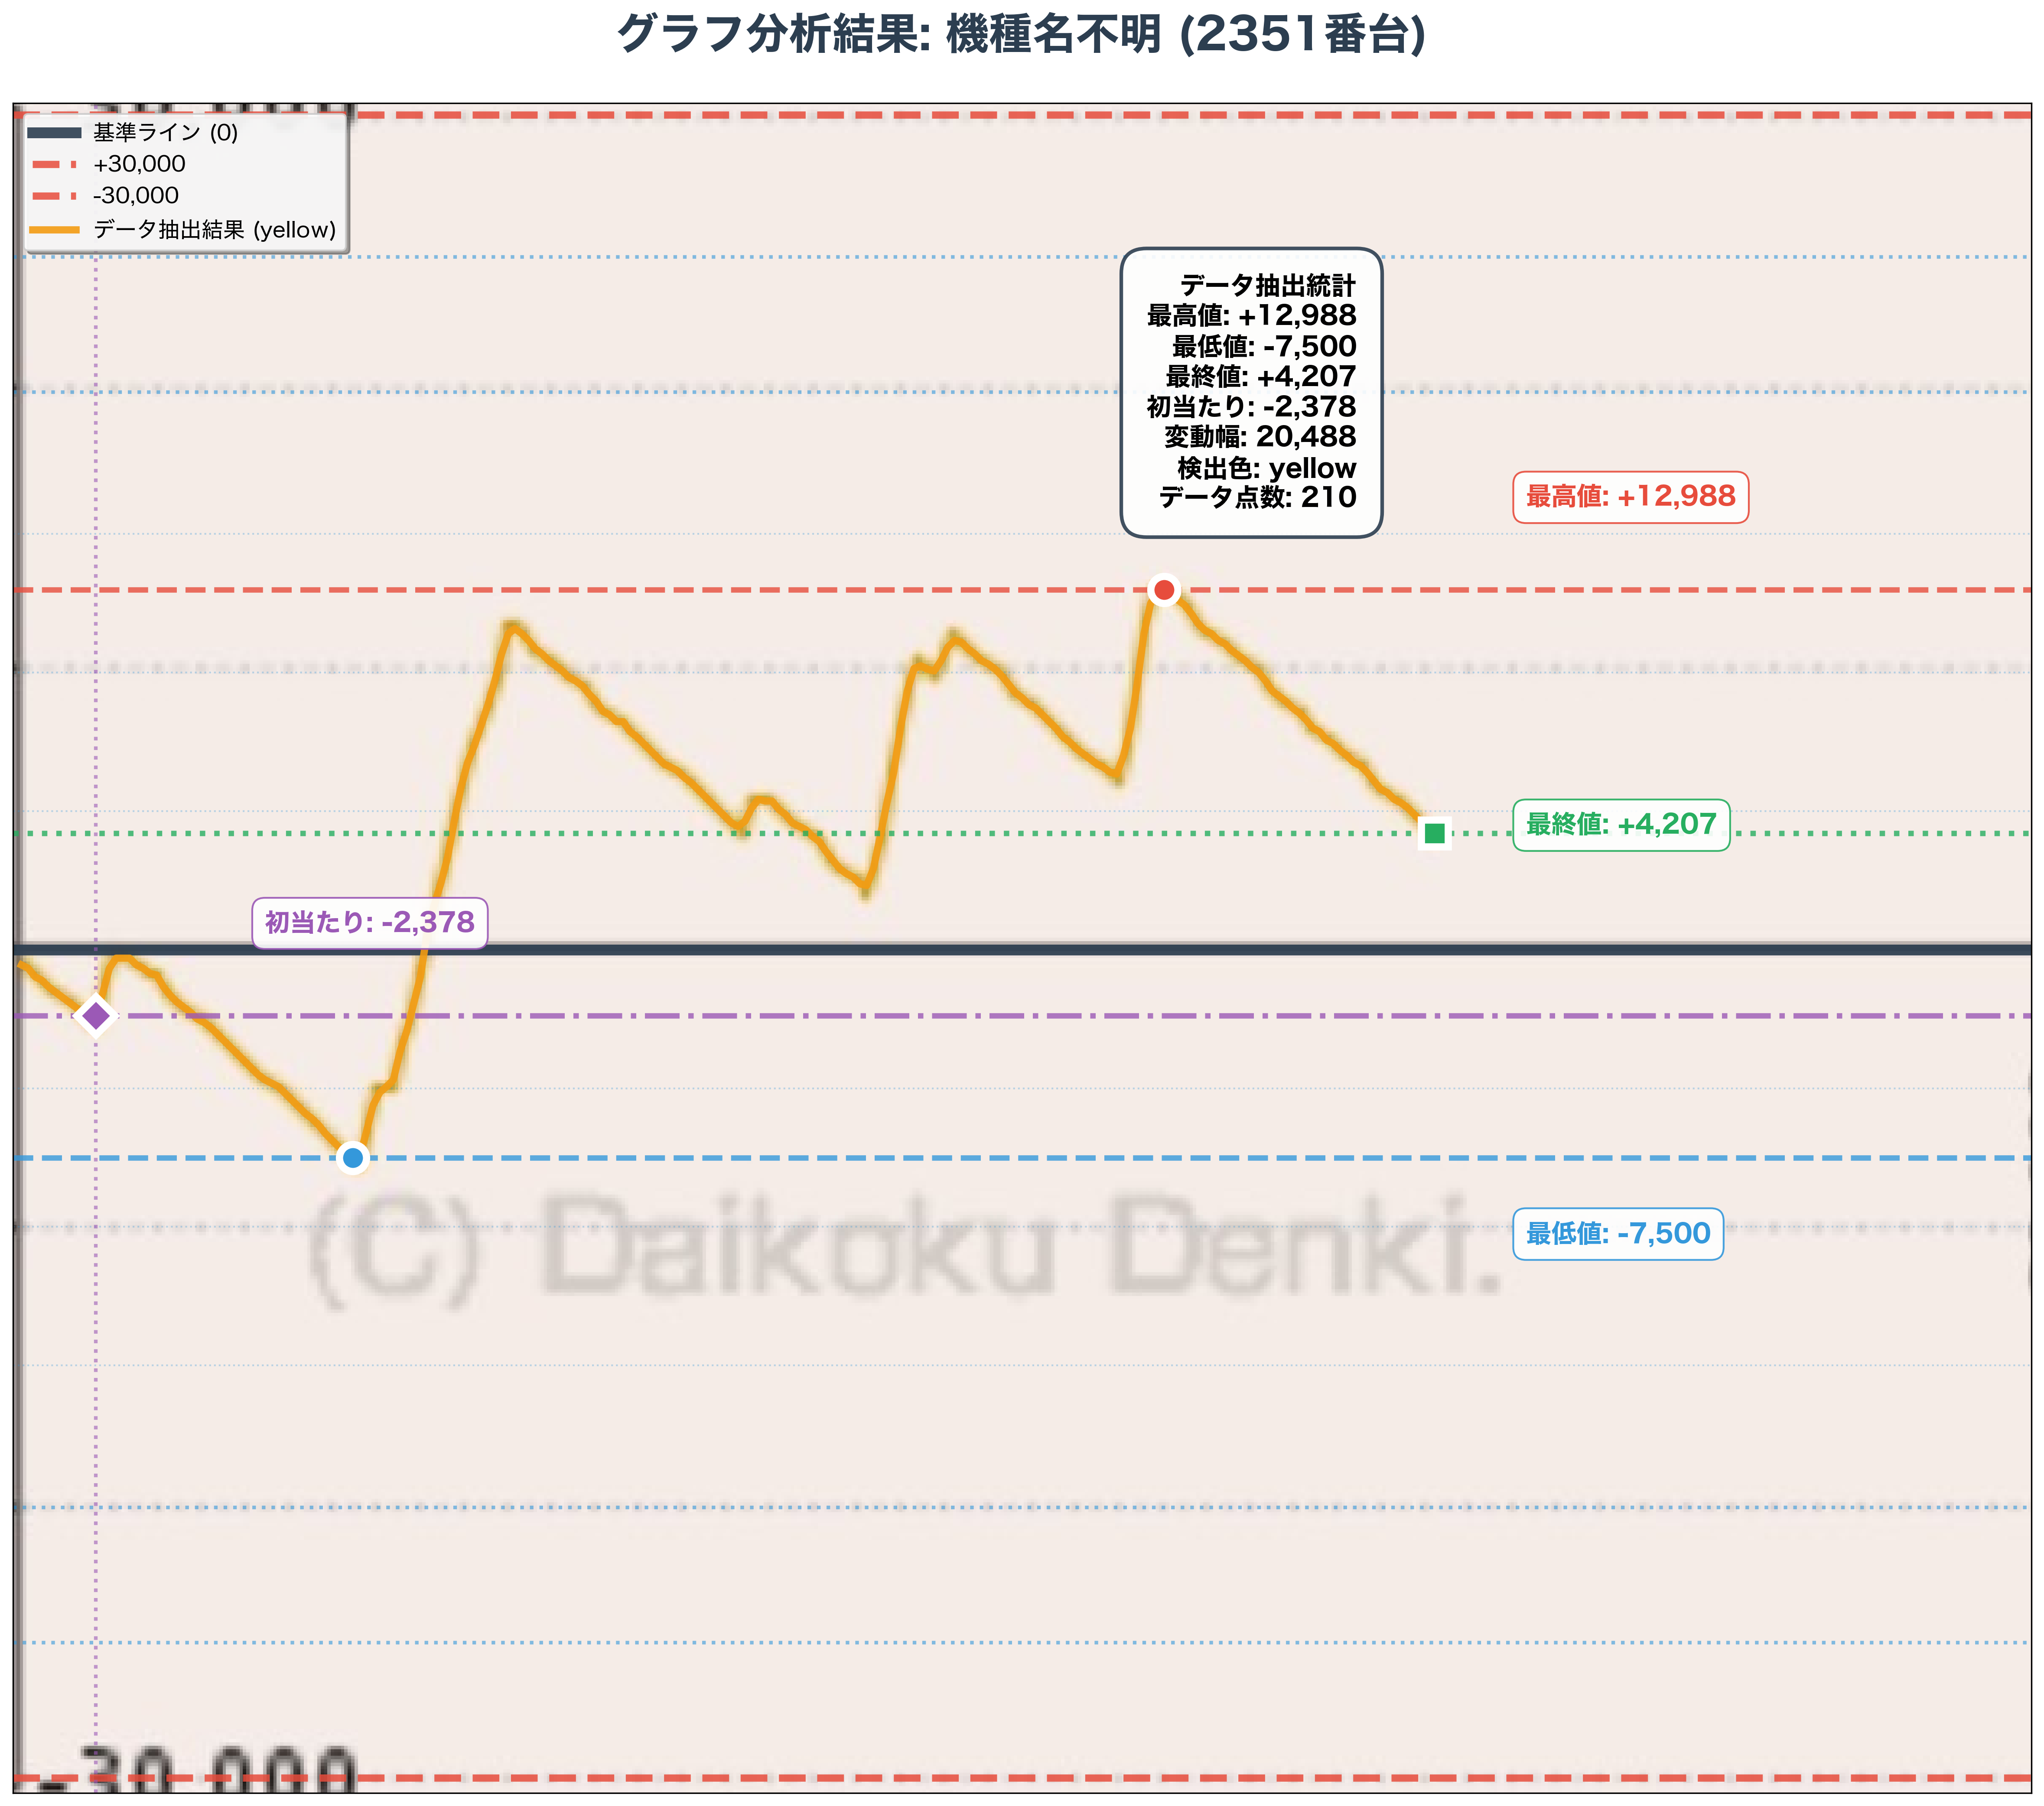 グラフ分析結果: 機種名不明 (2351番台)
基準ライン (0)
+30,000
-30,000
データ抽出結果 (yellow)
データ抽出統計
最高値: +12,988
最低値: -7,500
最終値: +4,207
初当たり: -2,378
変動幅: 20,488
検出色: yellow
データ点数: 210
最高値: +12,988
最終値: +4,207
初当たり: -2,378
最低値: -7,500
(C) Daikoku Denki.
-30,000